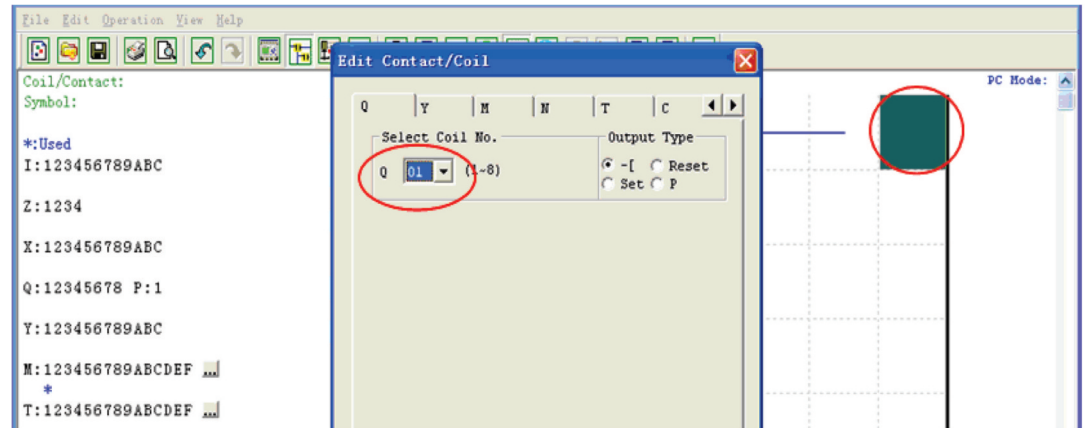 File Edit Operation View Help
Edit Contact/Coil
Coil/Contact:
Symbol:
*:Used
I:123456789ABC
Z:1234
X:123456789ABC
Q:12345678 P:1
Y:123456789ABC
M:123456789ABCDEF ...
*
T:123456789ABCDEF ...
Q Y M N T C
Select Coil No.
Q 01 (1~8)
Output Type
-[ Reset
Set P
PC Mode: